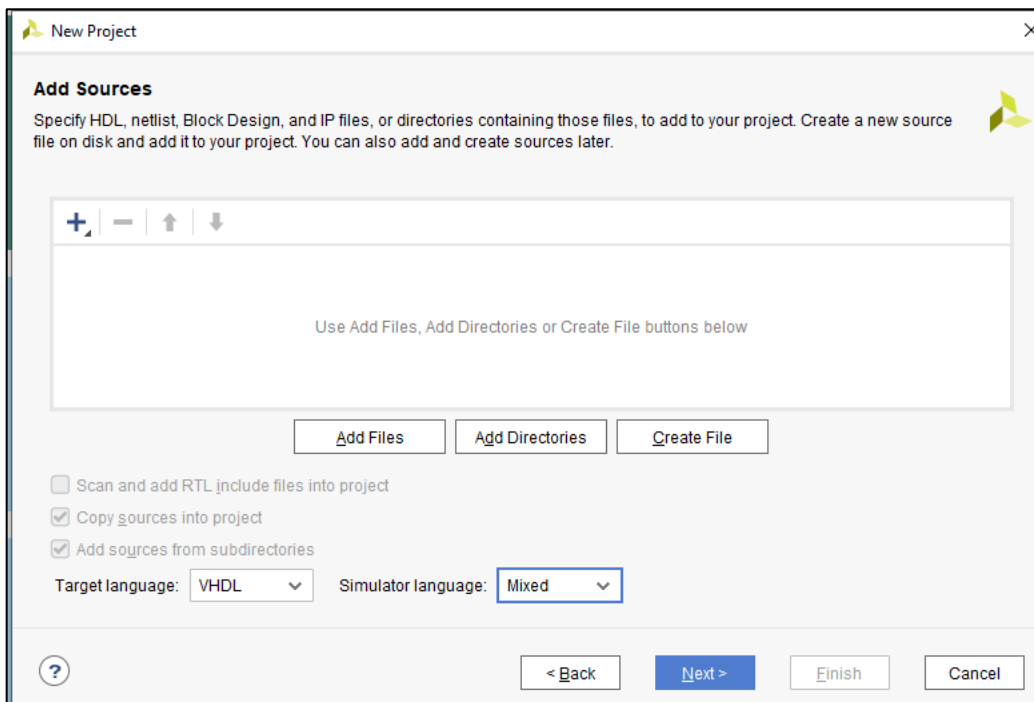 New Project
Add Sources
Specify HDL, netlist, Block Design, and IP files, or directories containing those files, to add to your project. Create a new source
file on disk and add it to your project. You can also add and create sources later.
Use Add Files, Add Directories or Create File buttons below
Add Files Add Directories Create File
Scan and add RTL include files into project
Copy sources into project
Add sources from subdirectories
Target language: VHDL Simulator language: Mixed
? < Back Next > Finish Cancel